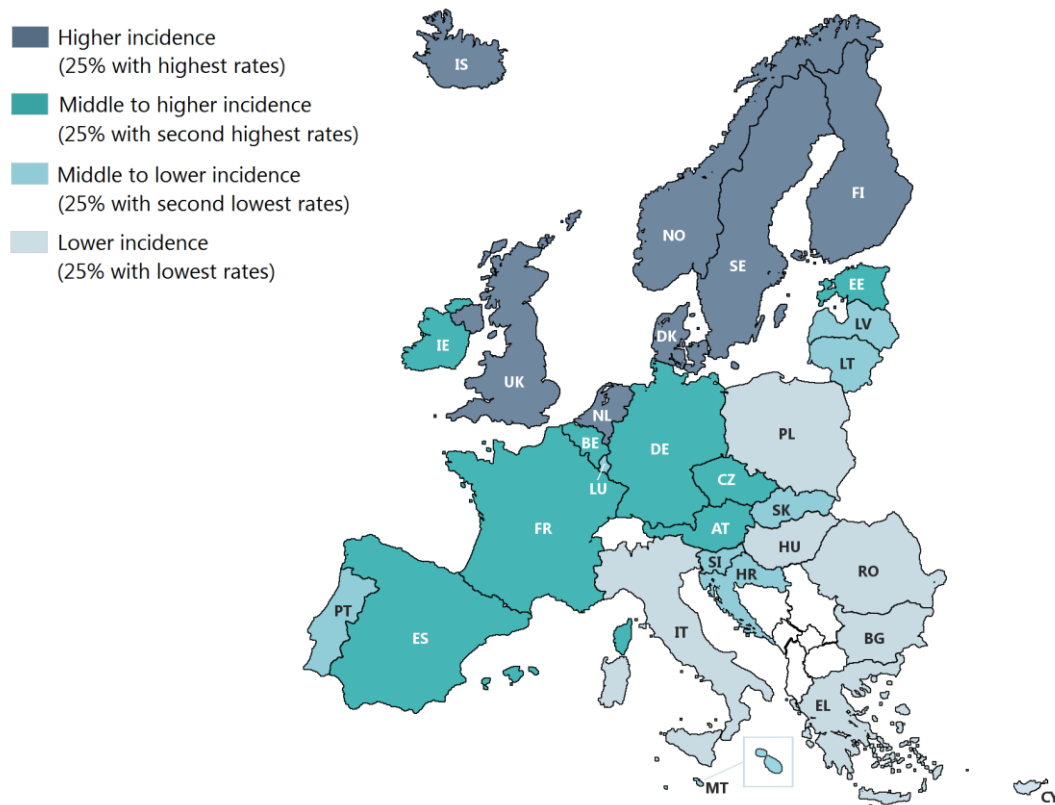 Higher incidence
(25% with highest rates)
Middle to higher incidence
(25% with second highest rates)
Middle to lower incidence
(25% with second lowest rates)
Lower incidence
(25% with lowest rates)
IS
FI
NO
SE
EE
LV
DK
IE
LT
UK
NL
PL
BE
DE
CZ
LU
SK
FR
AT
HU
SI
HR
RO
PT
IT
ES
BG
EL
MT
CY